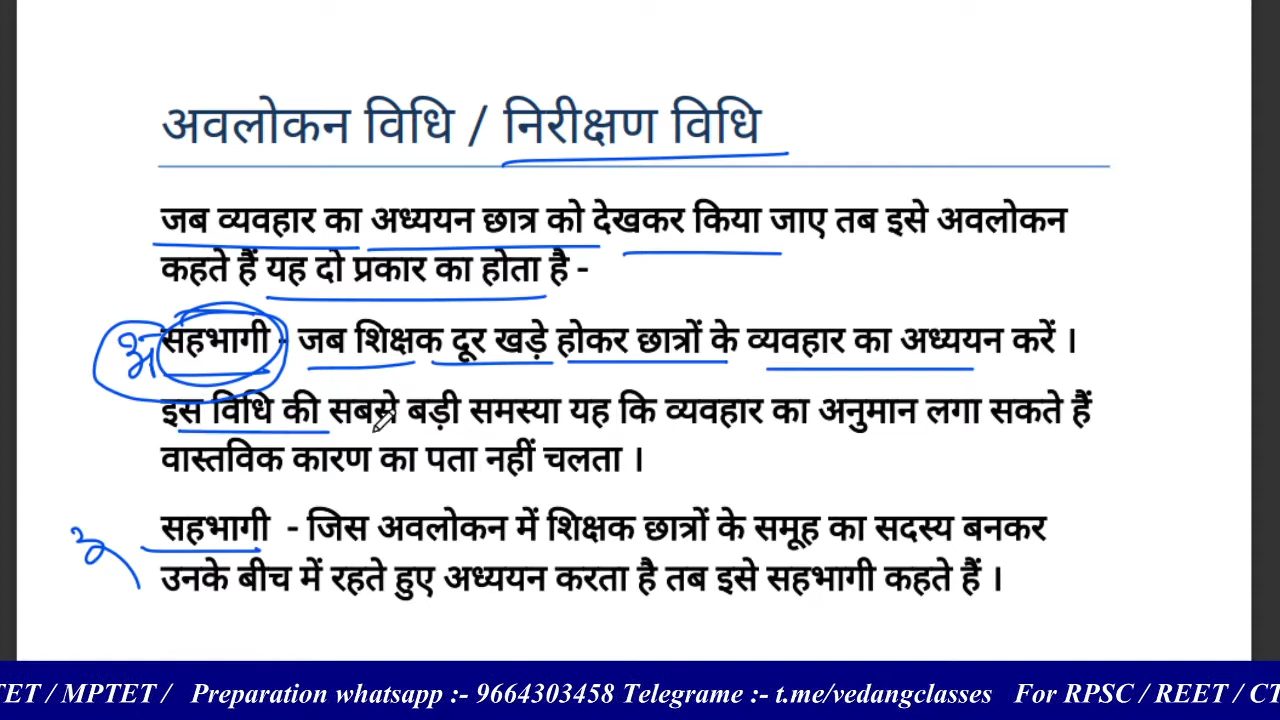 अवलोकन विधि / निरीक्षण विधि
जब व्यवहार का अध्ययन छात्र को देखकर किया जाए तब इसे अवलोकन
कहते हैं यह दो प्रकार का होता है -
अ सहभागी - जब शिक्षक दूर खड़े होकर छात्रों के व्यवहार का अध्ययन करें ।
इस विधि की सबसे बड़ी समस्या यह कि व्यवहार का अनुमान लगा सकते हैं
वास्तविक कारण का पता नहीं चलता ।
सहभागी - जिस अवलोकन में शिक्षक छात्रों के समूह का सदस्य बनकर
उनके बीच में रहते हुए अध्ययन करता है तब इसे सहभागी कहते हैं ।
TET / MPTET / Preparation whatsapp :- 9664303458 Telegrame :- t.me/vedangclasses For RPSC / REET / CT